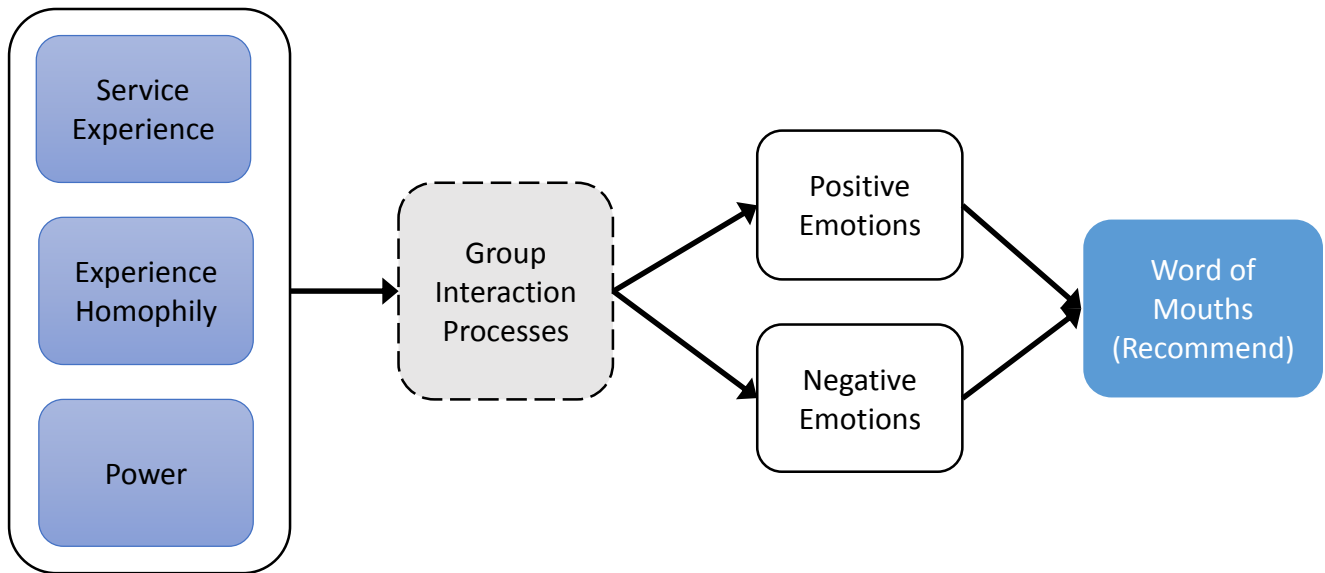 Service
Experience
Experience
Homophily
Power
Group
Interaction
Processes
Positive
Emotions
Negative
Emotions
Word of
Mouths
(Recommend)